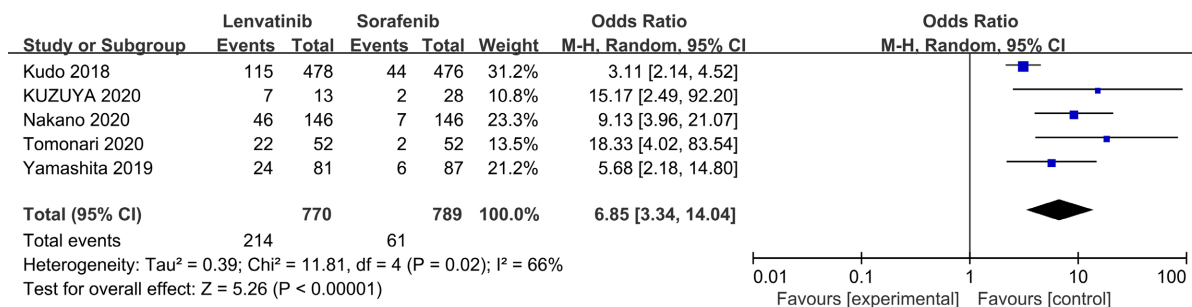 Lenvatinib Sorafenib Odds Ratio Odds Ratio
Study or Subgroup Events Total Events Total Weight M-H, Random, 95% CI M-H, Random, 95% CI
Kudo 2018 115 478 44 476 31.2% 3.11 [2.14, 4.52]
KUZUYA 2020 7 13 2 28 10.8% 15.17 [2.49, 92.20]
Nakano 2020 46 146 7 146 23.3% 9.13 [3.96, 21.07]
Tomonari 2020 22 52 2 52 13.5% 18.33 [4.02, 83.54]
Yamashita 2019 24 81 6 87 21.2% 5.68 [2.18, 14.80]
Total (95% CI) 770 789 100.0% 6.85 [3.34, 14.04]
Total events 214 61
Heterogeneity: Tau² = 0.39; Chi² = 11.81, df = 4 (P = 0.02); I² = 66%
Test for overall effect: Z = 5.26 (P < 0.00001)
0.01 0.1 1 10 100
Favours [experimental] Favours [control]